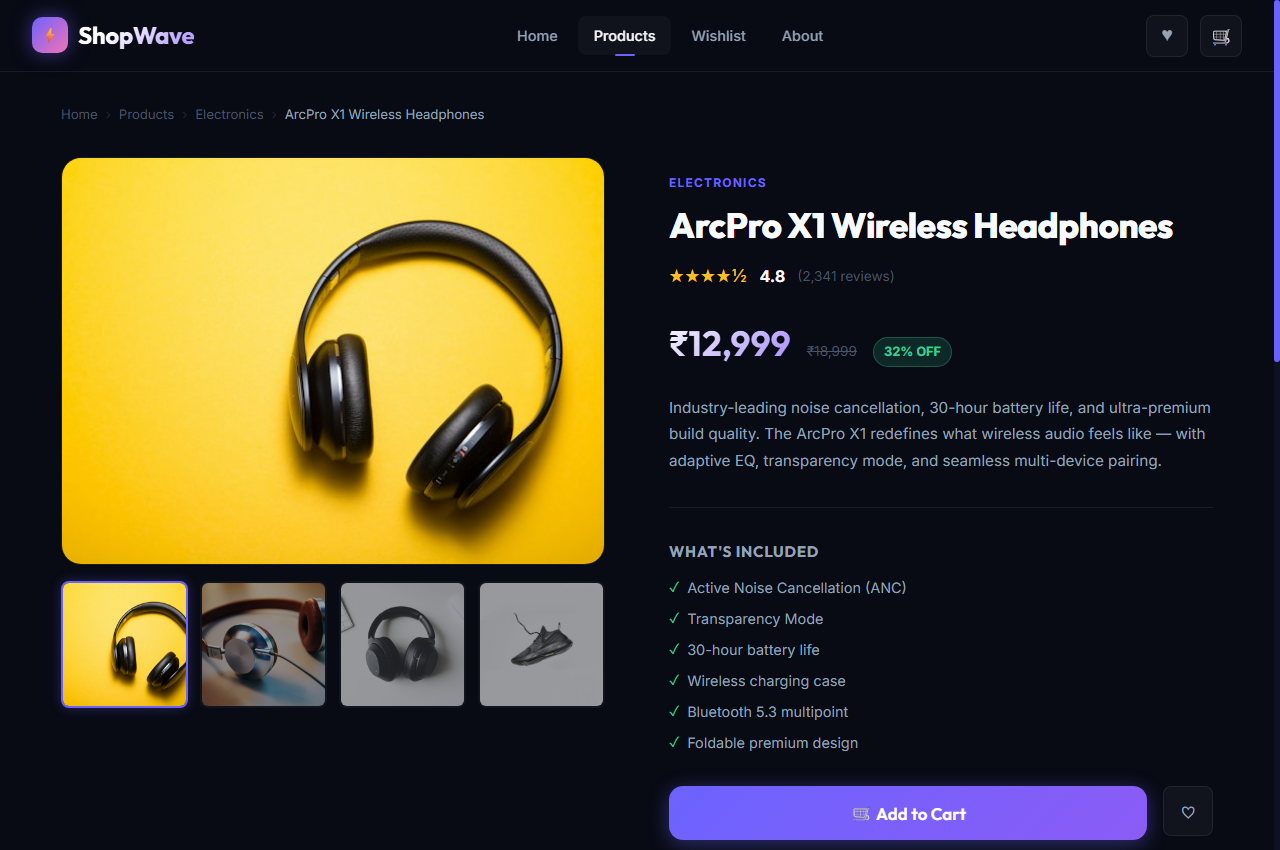 ShopWave
Home
Products
Wishlist
About
Home › Products › Electronics › ArcPro X1 Wireless Headphones
ELECTRONICS
ArcPro X1 Wireless Headphones
★★★★½ 4.8 (2,341 reviews)
₹12,999 ₹18,999 32% OFF
Industry-leading noise cancellation, 30-hour battery life, and ultra-premium
build quality. The ArcPro X1 redefines what wireless audio feels like — with
adaptive EQ, transparency mode, and seamless multi-device pairing.
WHAT'S INCLUDED
✓ Active Noise Cancellation (ANC)
✓ Transparency Mode
✓ 30-hour battery life
✓ Wireless charging case
✓ Bluetooth 5.3 multipoint
✓ Foldable premium design
Add to Cart